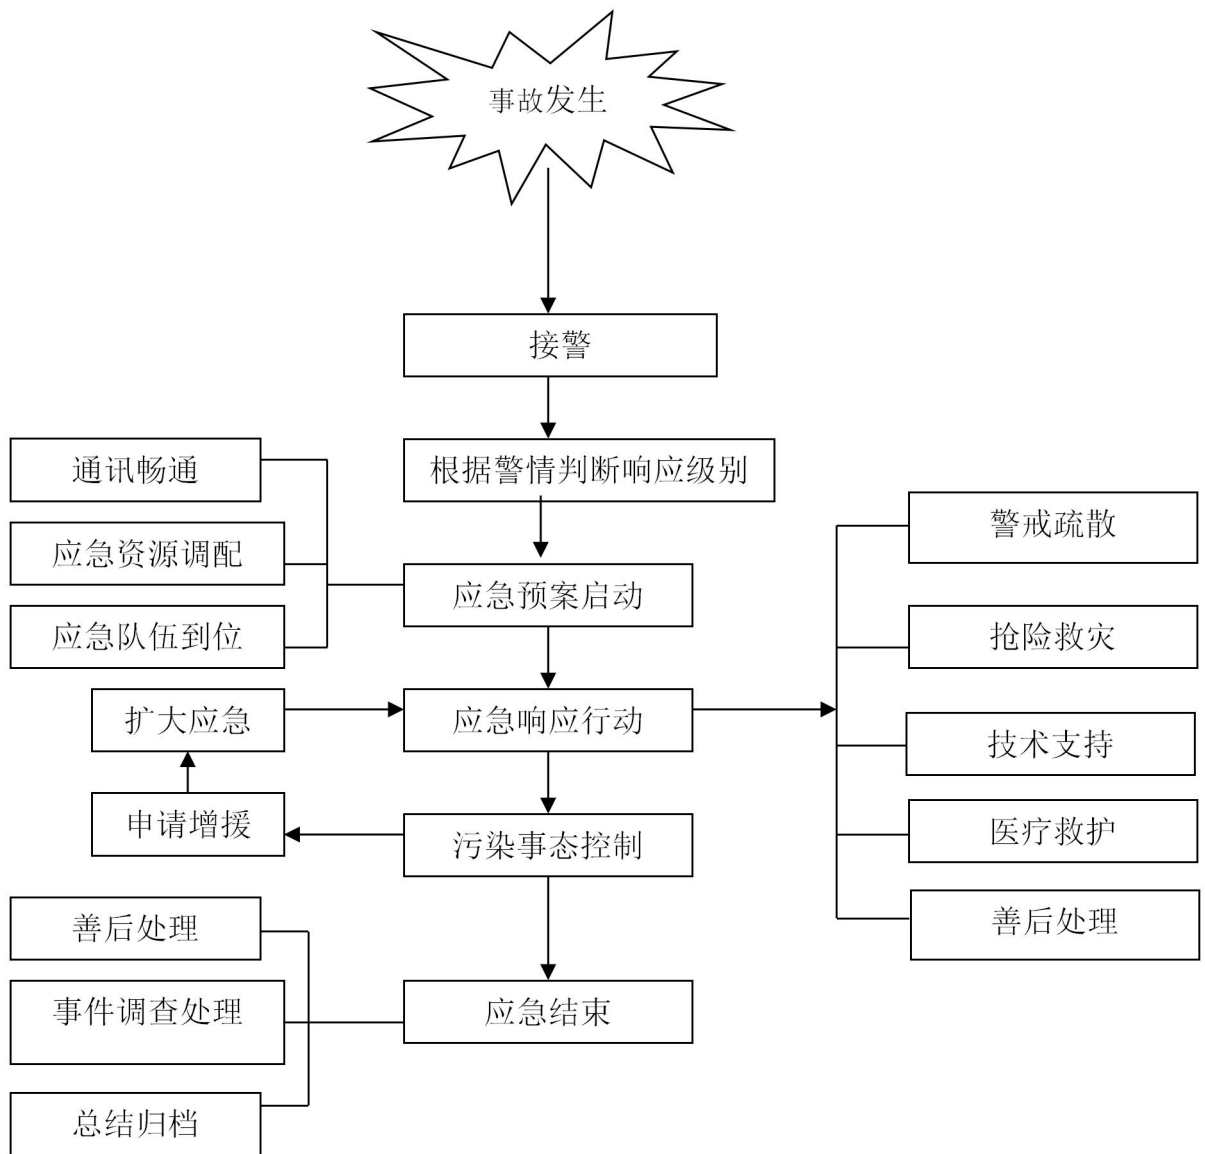 事故发生
接警
根据警情判断响应级别
通讯畅通
应急资源调配
应急队伍到位
应急预案启动
警戒疏散
抢险救灾
技术支持
医疗救护
善后处理
扩大应急
应急响应行动
申请增援
污染事态控制
善后处理
事件调查处理
总结归档
应急结束